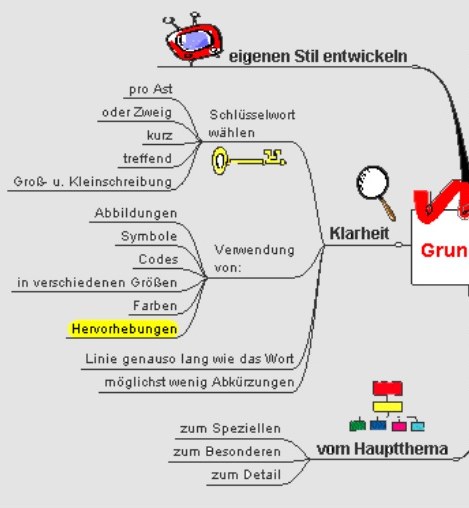 eigenen Stil entwickeln
pro Ast
oder Zweig
kurz
treffend
Groß- u. Kleinschreibung
Schlüsselwort
wählen
Abbildungen
Symbole
Codes
in verschiedenen Größen
Farben
Hervorhebungen
Verwendung
von:
Linie genauso lang wie das Wort
möglichst wenig Abkürzungen
Klarheit
Grun
zum Speziellen
zum Besonderen
zum Detail
vom Hauptthema